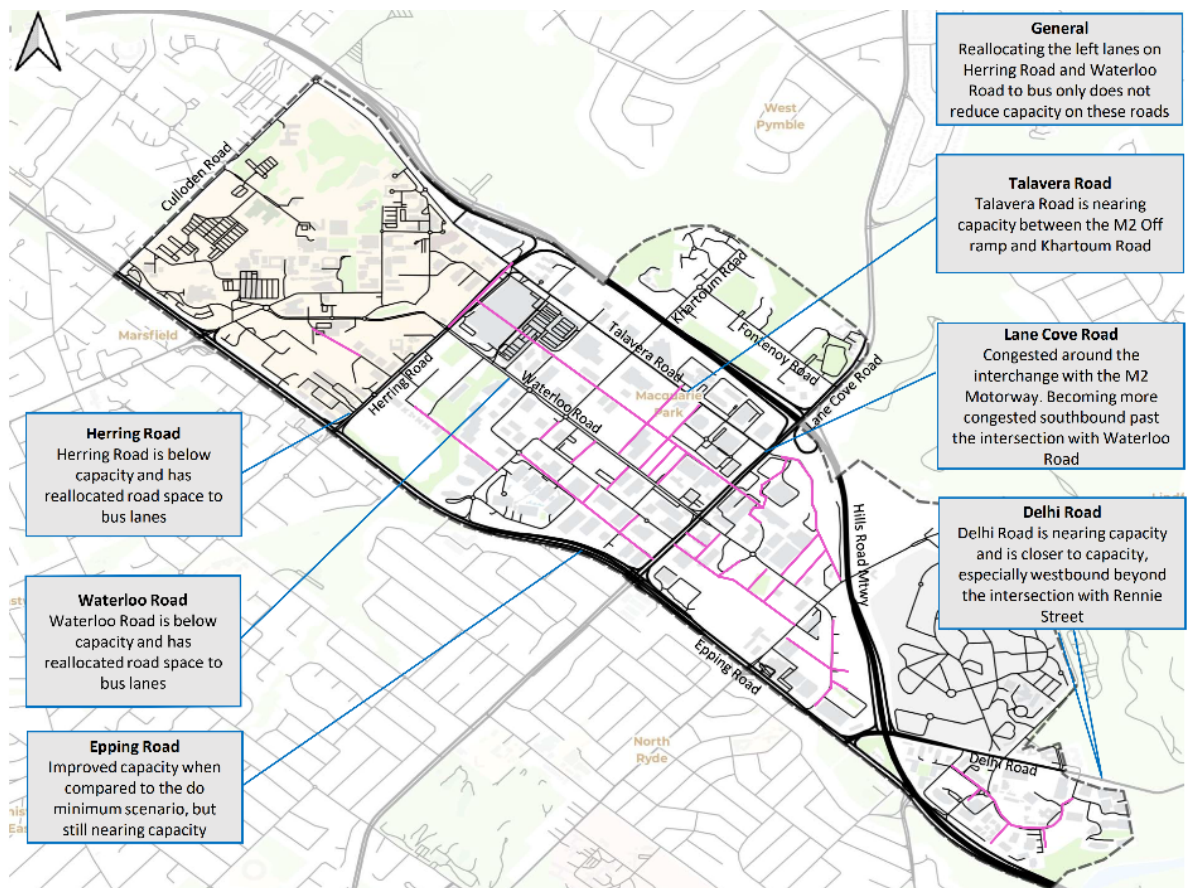 General
Reallocating the left lanes on
Herring Road and Waterloo
Road to bus only does not
reduce capacity on these roads
West
Pymble
Talavera Road
Talavera Road is nearing
capacity between the M2 Off
ramp and Khartoum Road
Culloden Road
Khartoum Road
Marsfield
Talavera Road
Fontenoy Road
Lane Cove Road
Congested around the
interchange with the M2
Motorway. Becoming more
congested southbound past
the intersection with Waterloo
Road
Herring Road
Waterloo Road
Macquarie
Park
Lane Cove Road
Herring Road
Herring Road is below
capacity and has
reallocated road space to
bus lanes
Hills Road Mtwy
Delhi Road
Delhi Road is nearing capacity
and is closer to capacity,
especially westbound beyond
the intersection with Rennie
Street
Waterloo Road
Waterloo Road is below
capacity and has
reallocated road space to
bus lanes
Epping Road
Epping Road
Improved capacity when
compared to the do
minimum scenario, but
still nearing capacity
North
Ryde
Delhi Road